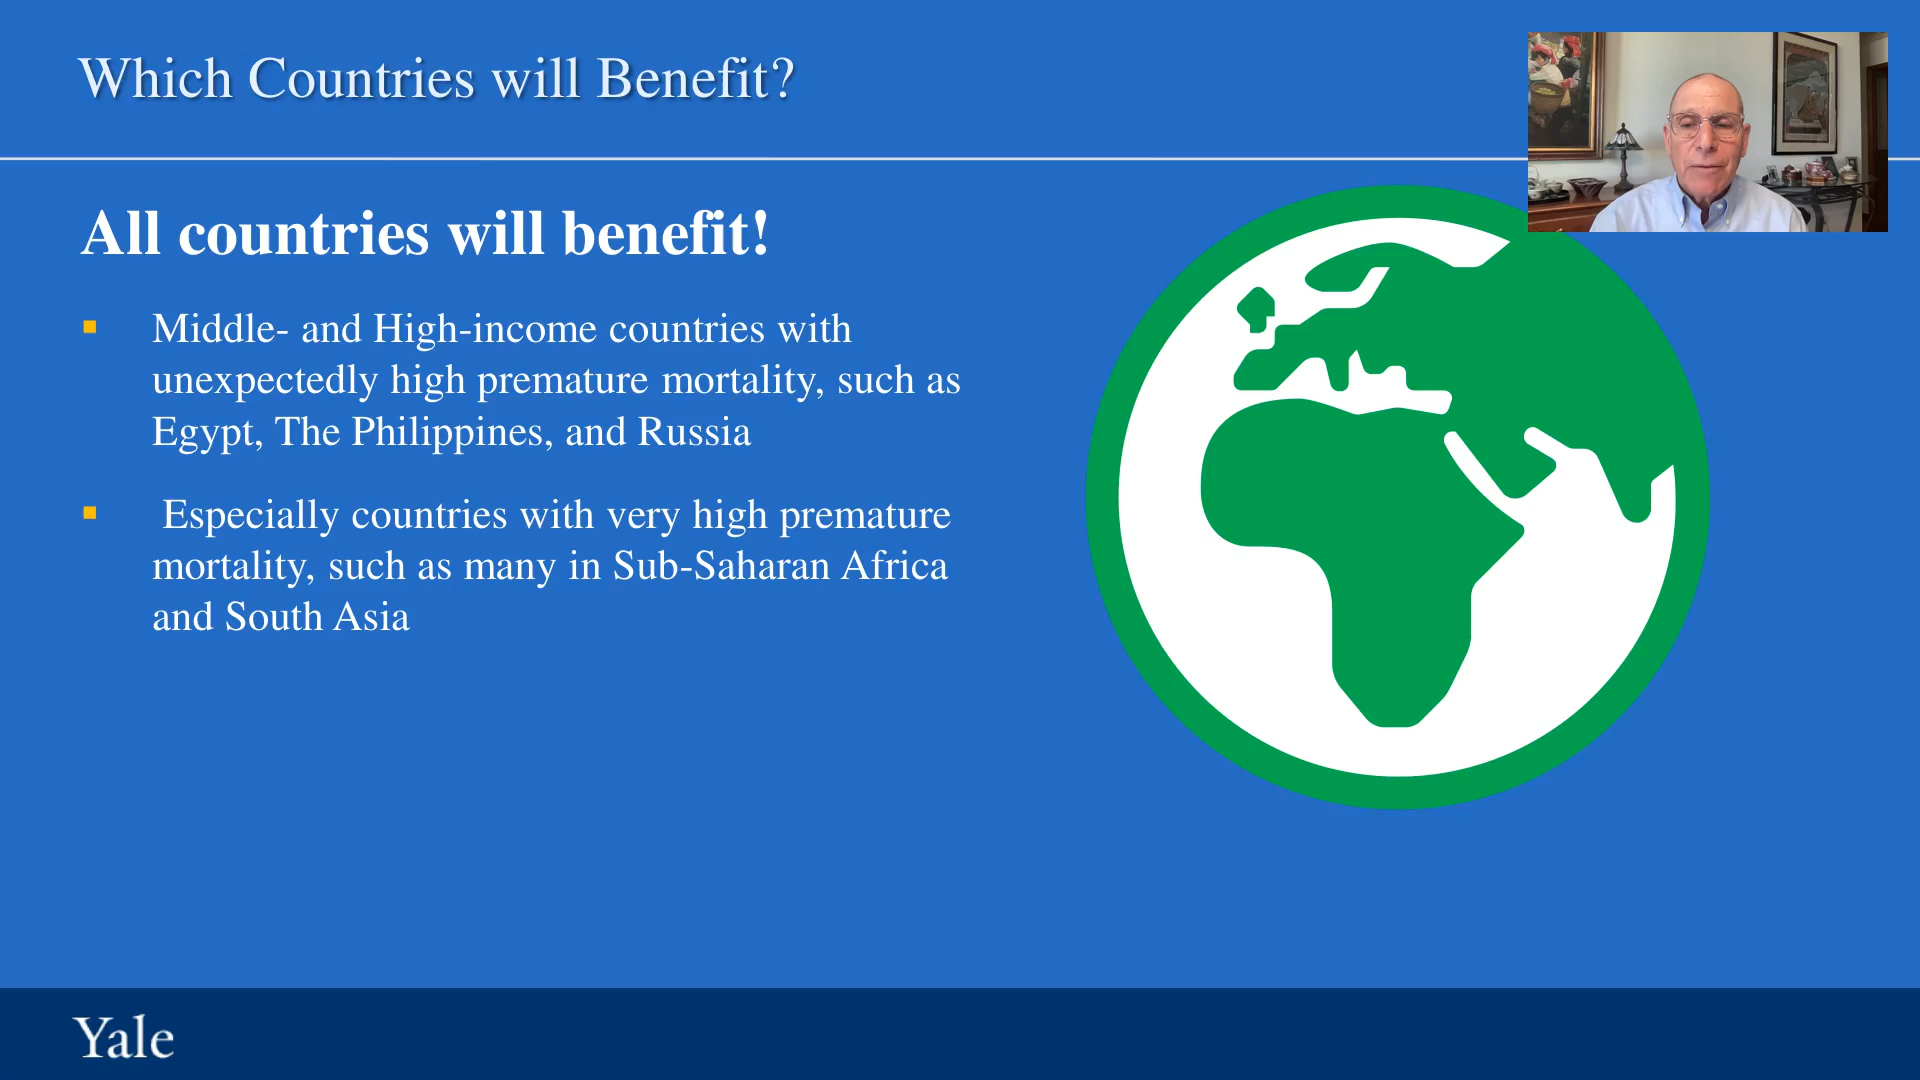 Which Countries will Benefit?
All countries will benefit!
Middle- and High-income countries with
unexpectedly high premature mortality, such as
Egypt, The Philippines, and Russia
Especially countries with very high premature
mortality, such as many in Sub-Saharan Africa
and South Asia
Yale